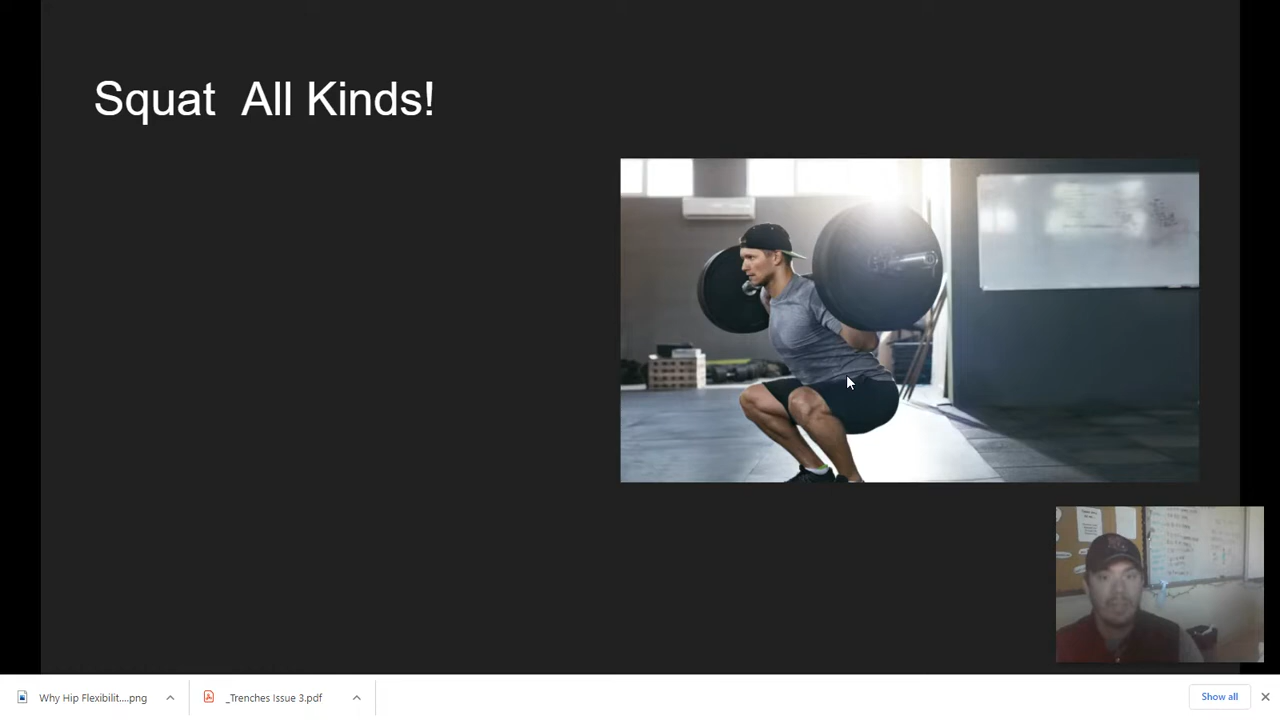 Squat  All Kinds!
Why Hip Flexibilit....png
_Trenches Issue 3.pdf
Show all